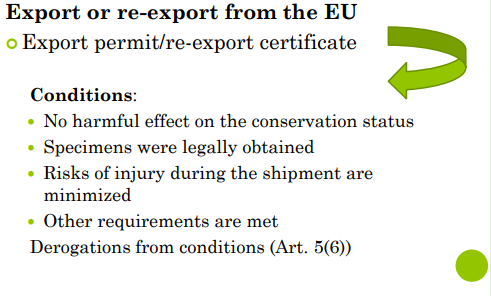 Export or re-export from the EU
Export permit/re-export certificate
Conditions:
No harmful effect on the conservation status
Specimens were legally obtained
Risks of injury during the shipment are
minimized
Other requirements are met
Derogations from conditions (Art. 5(6))